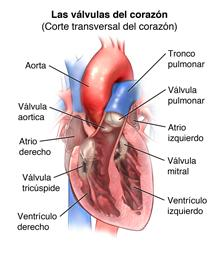 Las válvulas del corazón
(Corte transversal del corazón)
Aorta
Válvula
aortica
Atrio
derecho
Válvula
tricúspide
Ventrículo
derecho
Tronco
pulmonar
Válvula
pulmonar
Atrio
izquierdo
Válvula
mitral
Ventrículo
izquierdo